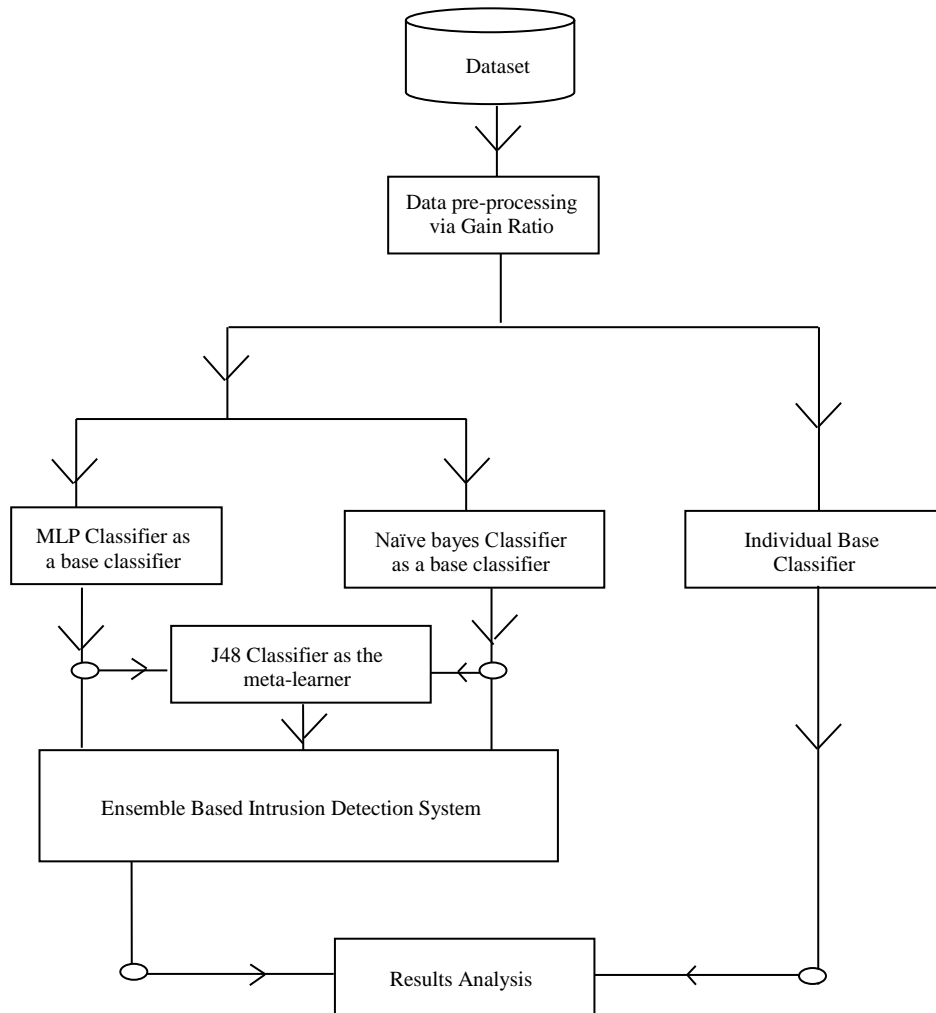 Dataset
Data pre-processing
via Gain Ratio
MLP Classifier as
a base classifier
Naïve bayes Classifier
as a base classifier
Individual Base
Classifier
J48 Classifier as the
meta-learner
Ensemble Based Intrusion Detection System
Results Analysis